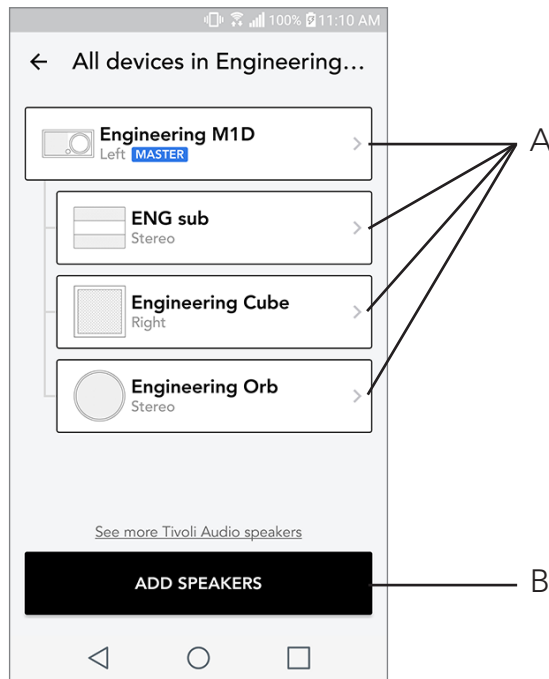 100% 11:10 AM
All devices in Engineering...
Engineering M1D
Left MASTER
A
ENG sub
Stereo
Engineering Cube
Right
Engineering Orb
Stereo
See more Tivoli Audio speakers
ADD SPEAKERS
B